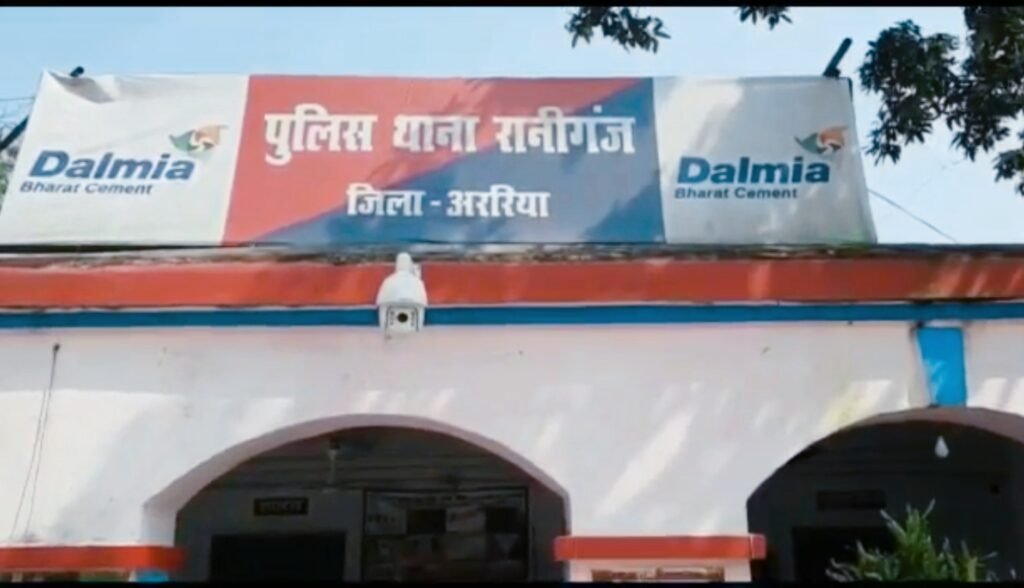 Dalmia
Bharat Cement
पुलिस थाना रानीगंज
जिला - अररिया
Dalmia
Bharat Cement